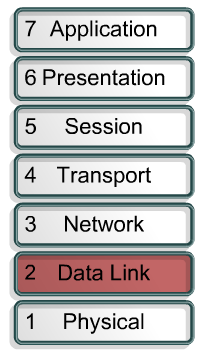 7 Application
6 Presentation
5 Session
4 Transport
3 Network
2 Data Link
1 Physical